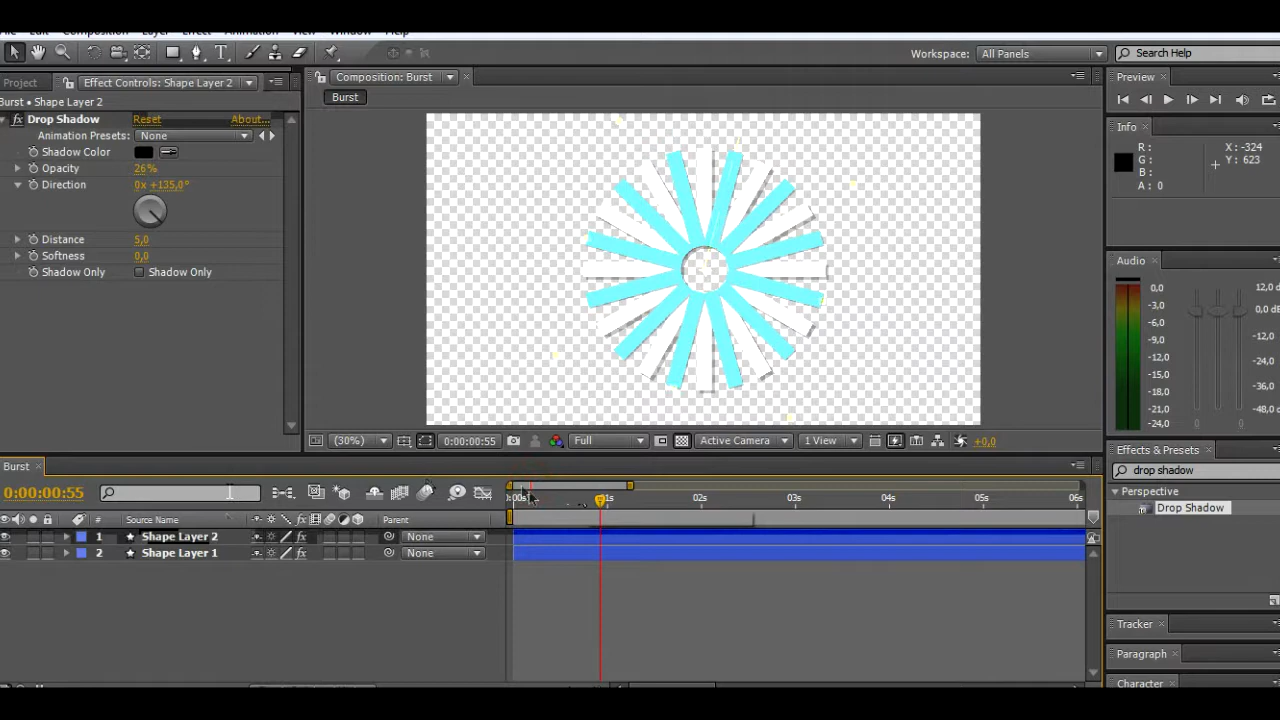 File Edit Composition Layer Effect Animation View Window Help
T Workspace: All Panels Search Help
Project Effect Controls: Shape Layer 2 Composition: Burst Preview
Burst • Shape Layer 2 Burst
fx Drop Shadow Reset About...
Animation Presets: None
Shadow Color
Opacity 26%
Direction 0x +135,0°
Distance 5,0
Softness 0,0
Shadow Only Shadow Only
Info
R: X: -324
G: Y: 623
B:
A: 0
Audio
0,0 12,0 dB
-3,0
-6,0 0,0 dB
-9,0
-12,0 -12,0
-15,0
-18,0 -24,0
-21,0 -36,0
-24,0 -48,0
Effects & Presets
drop shadow
Perspective
Drop Shadow
Tracker
Paragraph
Character
(30%) 0:00:00:55 Full Active Camera 1 View +0,0
Burst
0:00:00:55 0:00s 1s 02s 03s 04s 05s 06s
# Source Name fx Parent
1 Shape Layer 2 fx None
2 Shape Layer 1 fx None